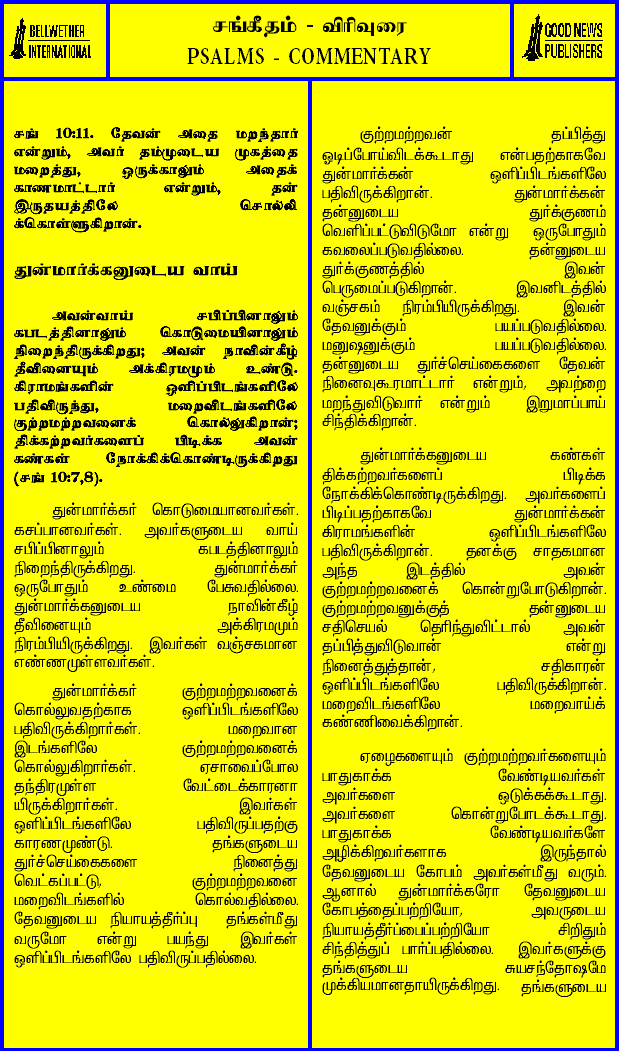 BELLWETHER
INTERNATIONAL
சங்கீதம் - விரிவுரை
PSALMS - COMMENTARY
GOOD NEWS
PUBLISHERS
சங் 10:11. தேவன் அதை மறந்தார்
என்றும், அவர் தம்முடைய முகத்தை
மறைத்து, ஒருக்காலும் அதைக்
காணமாட்டார் என்றும், தன்
இருதயத்திலே சொல்லி
க்கொள்ளுகிறான்.
துன்மார்க்கனுடைய வாய்
அவன்வாய் சபிப்பினாலும்
கபடத்தினாலும் கொடுமையினாலும்
நிறைந்திருக்கிறது; அவன் நாவின்கீழ்
தீவினையும் அக்கிரமமும் உண்டு.
கிராமங்களின் ஒளிப்பிடங்களிலே
பதிவிருந்து, மறைவிடங்களிலே
குற்றமற்றவனைக் கொல்லுகிறான்;
திக்கற்றவர்களைப் பிடிக்க அவன்
கண்கள் நோக்கிக்கொண்டிருக்கிறது
(சங் 10:7,8).
துன்மார்க்கர் கொடுமையானவர்கள்.
கசப்பானவர்கள். அவர்களுடைய வாய்
சபிப்பினாலும் கபடத்தினாலும்
நிறைந்திருக்கிறது. துன்மார்க்கர்
ஒருபோதும் உண்மை பேசுவதில்லை.
துன்மார்க்கனுடைய நாவின்கீழ்
தீவினையும் அக்கிரமமும்
நிரம்பியிருக்கிறது. இவர்கள் வஞ்சகமான
எண்ணமுள்ளவர்கள்.
துன்மார்க்கர் குற்றமற்றவனைக்
கொல்லுவதற்காக ஒளிப்பிடங்களிலே
பதிவிருக்கிறார்கள். மறைவான
இடங்களிலே குற்றமற்றவனைக்
கொல்லுகிறார்கள். ஏசாவைப்போல
தந்திரமுள்ள வேட்டைக்காரனா
யிருக்கிறார்கள். இவர்கள்
ஒளிப்பிடங்களிலே பதிவிருப்பதற்கு
காரணமுண்டு. தங்களுடைய
துர்ச்செய்கைகளை நினைத்து
வெட்கப்பட்டு, குற்றமற்றவனை
மறைவிடங்களில் கொல்வதில்லை.
தேவனுடைய நியாயத்தீர்ப்பு தங்கள்மீது
வருமோ என்று பயந்து இவர்கள்
ஒளிப்பிடங்களிலே பதிவிருப்பதில்லை.
குற்றமற்றவன் தப்பித்து
ஓடிப்போய்விடக்கூடாது என்பதற்காகவே
துன்மார்க்கன் ஒளிப்பிடங்களிலே
பதிவிருக்கிறான். துன்மார்க்கன்
தன்னுடைய துர்க்குணம்
வெளிப்பட்டுவிடுமோ என்று ஒருபோதும்
கவலைப்படுவதில்லை. தன்னுடைய
துர்க்குணத்தில் இவன்
பெருமைப்படுகிறான். இவனிடத்தில்
வஞ்சகம் நிரம்பியிருக்கிறது. இவன்
தேவனுக்கும் பயப்படுவதில்லை.
மனுஷனுக்கும் பயப்படுவதில்லை.
தன்னுடைய துர்ச்செய்கைகளை தேவன்
நினைவுகூரமாட்டார் என்றும், அவற்றை
மறந்துவிடுவார் என்றும் இறுமாப்பாய்
சிந்திக்கிறான்.
துன்மார்க்கனுடைய கண்கள்
திக்கற்றவர்களைப் பிடிக்க
நோக்கிக்கொண்டிருக்கிறது. அவர்களைப்
பிடிப்பதற்காகவே துன்மார்க்கன்
கிராமங்களின் ஒளிப்பிடங்களிலே
பதிவிருக்கிறான். தனக்கு சாதகமான
அந்த இடத்தில் அவன்
குற்றமற்றவனைக் கொன்றுபோடுகிறான்.
குற்றமற்றவனுக்குத் தன்னுடைய
சதிசெயல் தெரிந்துவிட்டால் அவன்
தப்பித்துவிடுவான் என்று
நினைத்துத்தான், சதிகாரன்
ஒளிப்பிடங்களிலே பதிவிருக்கிறான்.
மறைவிடங்களிலே மறைவாய்க்
கண்ணிவைக்கிறான்.
ஏழைகளையும் குற்றமற்றவர்களையும்
பாதுகாக்க வேண்டியவர்கள்
அவர்களை ஒடுக்கக்கூடாது.
அவர்களை கொன்றுபோடக்கூடாது.
பாதுகாக்க வேண்டியவர்களே
அழிக்கிறவர்களாக இருந்தால்
தேவனுடைய கோபம் அவர்கள்மீது வரும்.
ஆனால் துன்மார்க்கரோ தேவனுடைய
கோபத்தைப்பற்றியோ, அவருடைய
நியாயத்தீர்ப்பைப்பற்றியோ சிறிதும்
சிந்தித்துப் பார்ப்பதில்லை. இவர்களுக்கு
தங்களுடைய சுயசந்தோஷமே
முக்கியமானதாயிருக்கிறது. தங்களுடைய